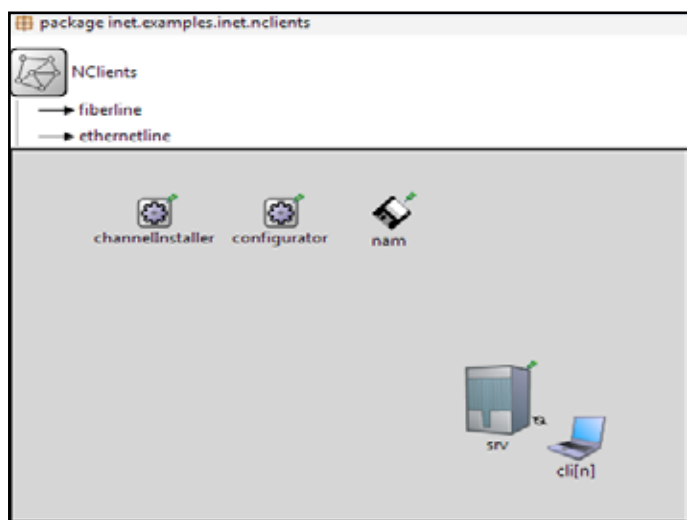 package inet.examples.inet.nclients
NClients
fiberline
ethernetline
channelInstaller configurator nam
srv
cli[n]